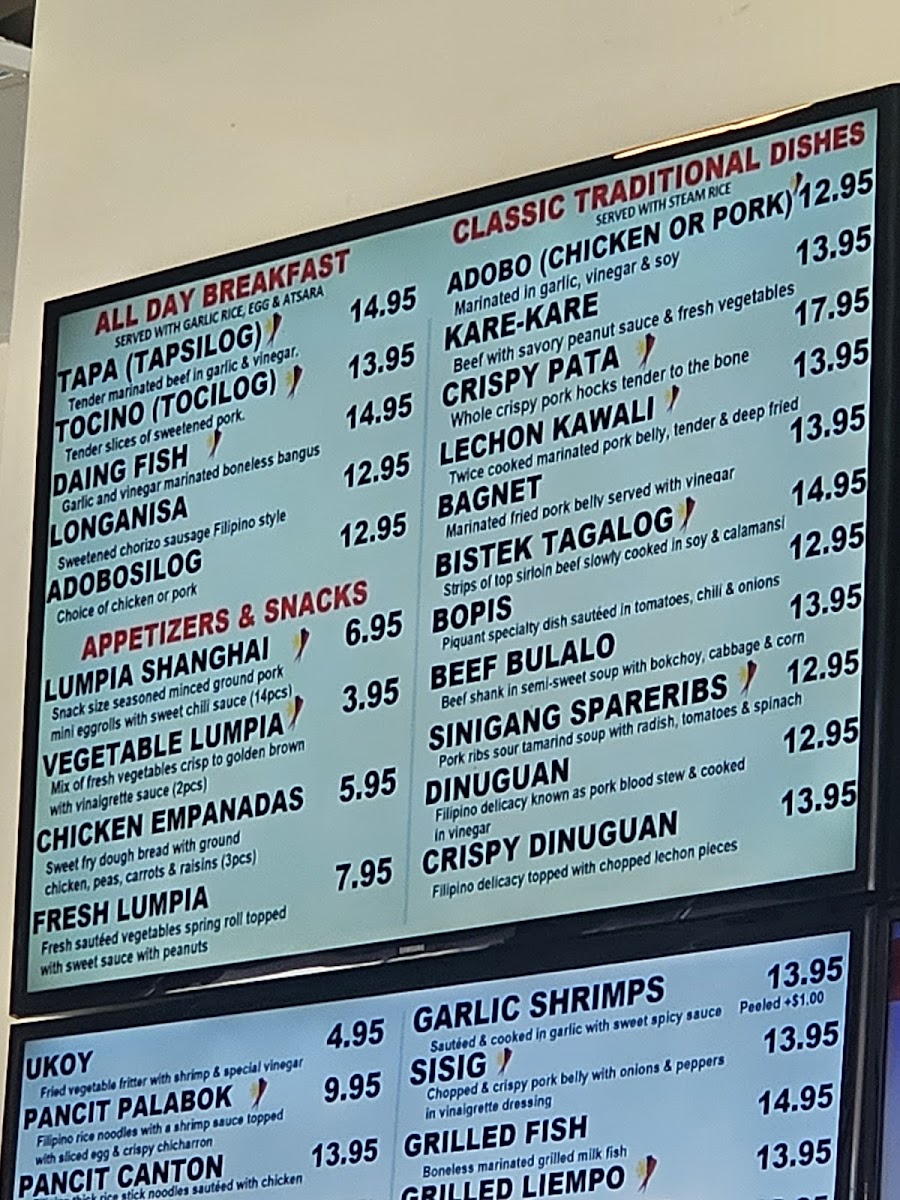 ALL DAY BREAKFAST
SERVED WITH GARLIC RICE, EGG & ATSARA
TAPA (TAPSILOG) 14.95
Tender marinated beef in garlic & vinegar.
TOCINO (TOCILOG) 13.95
Tender slices of sweetened pork.
DAING FISH 14.95
Garlic and vinegar marinated boneless bangus
LONGANISA 12.95
Sweetened chorizo sausage Filipino style
ADOBOSILOG 12.95
Choice of chicken or pork
APPETIZERS & SNACKS
LUMPIA SHANGHAI 6.95
Snack size seasoned minced ground pork
mini eggrolls with sweet chili sauce (14pcs)
VEGETABLE LUMPIA 3.95
Mix of fresh vegetables crisp to golden brown
with vinaigrette sauce (2pcs)
CHICKEN EMPANADAS 5.95
Sweet fry dough bread with ground
chicken, peas, carrots & raisins (3pcs)
FRESH LUMPIA 7.95
Fresh sautéed vegetables spring roll topped
with sweet sauce with peanuts
CLASSIC TRADITIONAL DISHES
SERVED WITH STEAM RICE
ADOBO (CHICKEN OR PORK) 12.95
Marinated in garlic, vinegar & soy
KARE-KARE 13.95
Beef with savory peanut sauce & fresh vegetables
CRISPY PATA 17.95
Whole crispy pork hocks tender to the bone
LECHON KAWALI 13.95
Twice cooked marinated pork belly, tender & deep fried
BAGNET 13.95
Marinated fried pork belly served with vinegar
BISTEK TAGALOG 14.95
Strips of top sirloin beef slowly cooked in soy & calamansi
BOPIS 12.95
Piquant specialty dish sautéed in tomatoes, chili & onions
BEEF BULALO 13.95
Beef shank in semi-sweet soup with bokchoy, cabbage & corn
SINIGANG SPARERIBS 12.95
Pork ribs sour tamarind soup with radish, tomatoes & spinach
DINUGUAN 12.95
Filipino delicacy known as pork blood stew & cooked
in vinegar
CRISPY DINUGUAN 13.95
Filipino delicacy topped with chopped lechon pieces
SAMSUNG
UKOY 4.95
Fried vegetable fritter with shrimp & special vinegar
PANCIT PALABOK 9.95
Filipino rice noodles with a shrimp sauce topped
with sliced egg & crispy chicharron
PANCIT CANTON 13.95
thick rice stick noodles sautéed with chicken
GARLIC SHRIMPS 13.95
Sautéed & cooked in garlic with sweet spicy sauce Peeled +$1.00
SISIG 13.95
Chopped & crispy pork belly with onions & peppers
in vinaigrette dressing
GRILLED FISH 14.95
Boneless marinated grilled milk fish
GRILLED LIEMPO 13.95